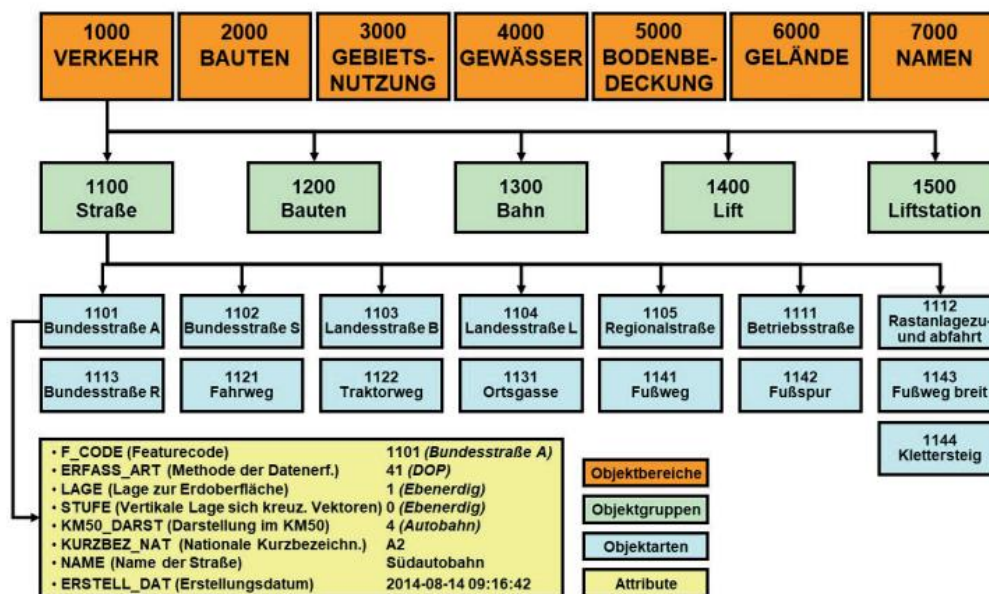 1000
VERKEHR
2000
BAUTEN
3000
GEBIETS-
NUTZUNG
4000
GEWÄSSER
5000
BODENBE-
DECKUNG
6000
GELÄNDE
7000
NAMEN
1100
Straße
1200
Bauten
1300
Bahn
1400
Lift
1500
Liftstation
1101
Bundesstraße A
1102
Bundesstraße S
1103
Landesstraße B
1104
Landesstraße L
1105
Regionalstraße
1111
Betriebsstraße
1112
Rastanlagezu-
und abfahrt
1113
Bundesstraße R
1121
Fahrweg
1122
Traktorweg
1131
Ortsgasse
1141
Fußweg
1142
Fußspur
1143
Fußweg breit
1144
Klettersteig
• F_CODE (Featurecode) 1101 (Bundesstraße A)
• ERFASS_ART (Methode der Datenerf.) 41 (DOP)
• LAGE (Lage zur Erdoberfläche) 1 (Ebenerdig)
• STUFE (Vertikale Lage sich kreuz. Vektoren) 0 (Ebenerdig)
• KM50_DARST (Darstellung im KM50) 4 (Autobahn)
• KURZBEZ_NAT (Nationale Kurzbezeichn.) A2
• NAME (Name der Straße) Südautobahn
• ERSTELL_DAT (Erstellungsdatum) 2014-08-14 09:16:42
Objektbereiche
Objektgruppen
Objektarten
Attribute